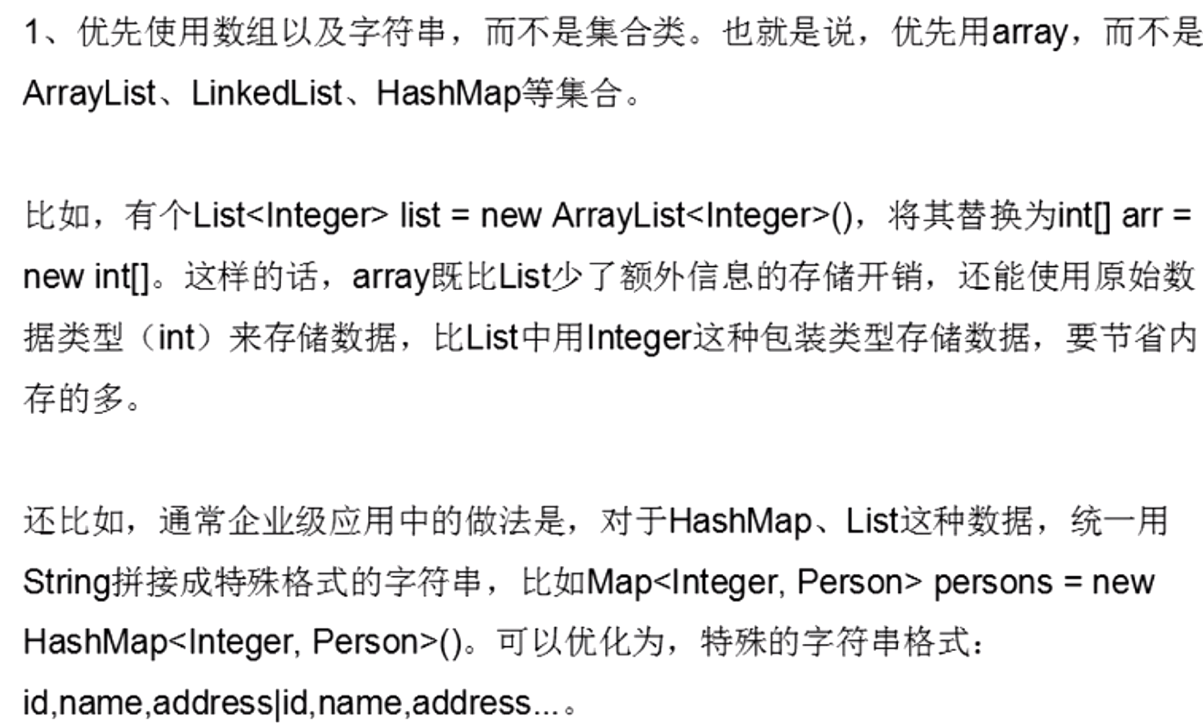 1、优先使用数组以及字符串，而不是集合类。也就是说，优先用array，而不是
ArrayList、LinkedList、HashMap等集合。
比如，有个List<Integer> list = new ArrayList<Integer>()，将其替换为int[] arr =
new int[]。这样的话，array既比List少了额外信息的存储开销，还能使用原始数
据类型（int）来存储数据，比List中用Integer这种包装类型存储数据，要节省内
存的多。
还比如，通常企业级应用中的做法是，对于HashMap、List这种数据，统一用
String拼接成特殊格式的字符串，比如Map<Integer, Person> persons = new
HashMap<Integer, Person>()。可以优化为，特殊的字符串格式：
id,name,address|id,name,address...。